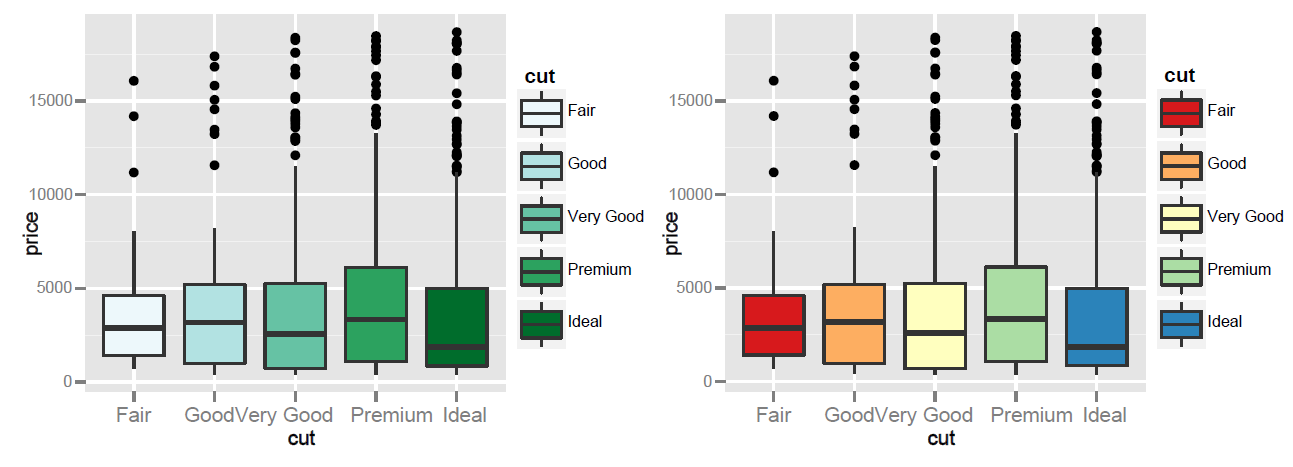 cut
Fair
Good
Very Good
Premium
Ideal
15000
10000
5000
0
price
Fair GoodVery Good Premium Ideal
cut
cut
Fair
Good
Very Good
Premium
Ideal
15000
10000
5000
0
price
Fair GoodVery Good Premium Ideal
cut